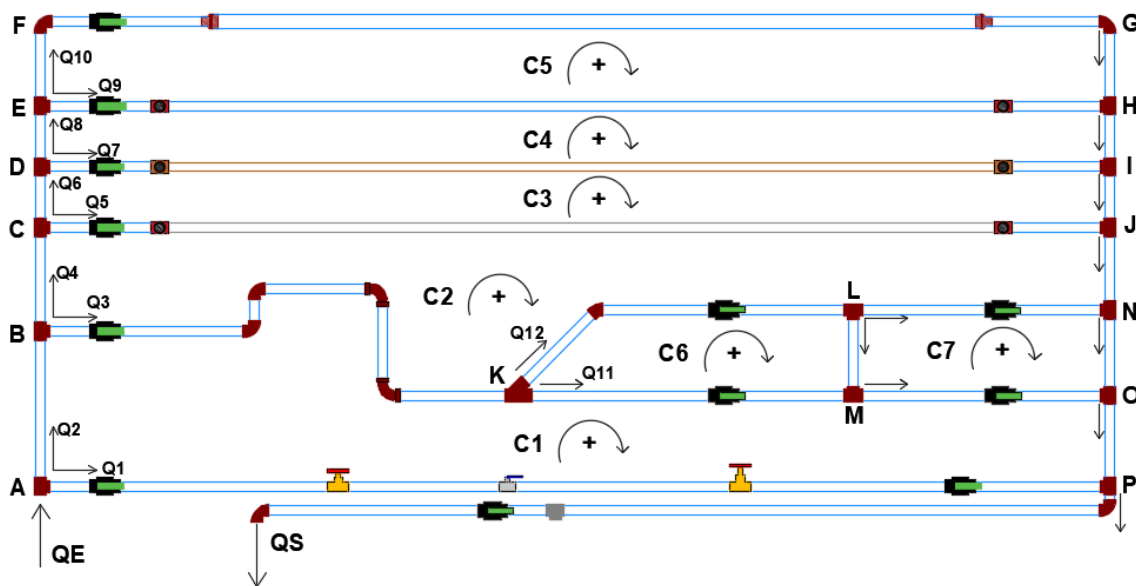 F
G
Q10
C5
Q9
E
H
Q8
C4
Q7
D
I
Q6
C3
Q5
C
J
Q4
C2
Q3
L
N
Q12
B
C6
C7
K
Q11
O
M
Q2
C1
Q1
A
P
QS
QE
+
+
+
+
+
+
+